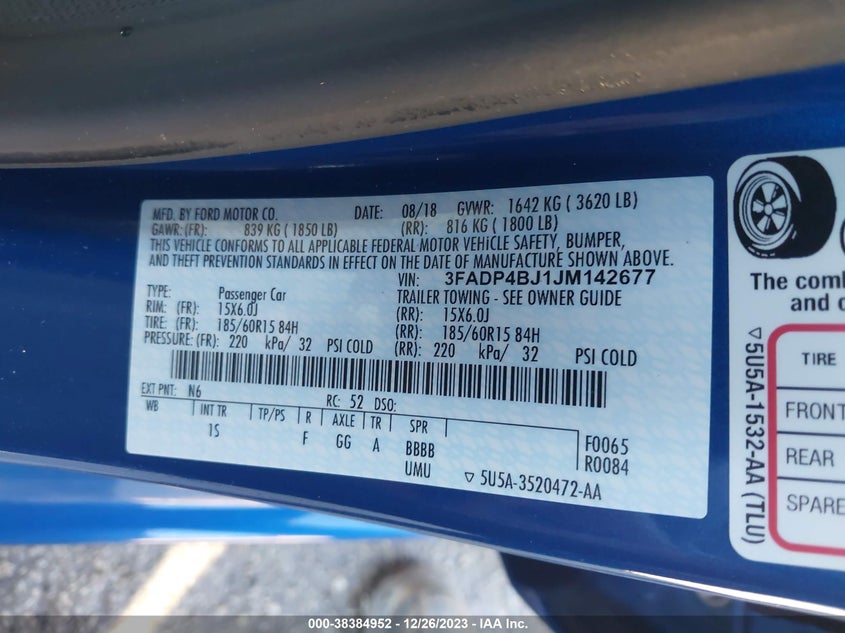 MFD. BY FORD MOTOR CO. DATE: 08/18 GVWR: 1642 KG ( 3620 LB)
GAWR: (FR): 839 KG ( 1850 LB) (RR): 816 KG ( 1800 LB)
THIS VEHICLE CONFORMS TO ALL APPLICABLE FEDERAL MOTOR VEHICLE SAFETY, BUMPER,
AND THEFT PREVENTION STANDARDS IN EFFECT ON THE DATE OF MANUFACTURE SHOWN ABOVE.
VIN: 3FADP4BJ1JM142677
TYPE: Passenger Car TRAILER TOWING - SEE OWNER GUIDE
RIM: (FR): 15X6.0J (RR): 15X6.0J
TIRE: (FR): 185/60R15 84H (RR): 185/60R15 84H
PRESSURE: (FR): 220 kPa/ 32 PSI COLD (RR): 220 kPa/ 32 PSI COLD
EXT PNT: N6 RC: 52 DSO:
WB INT TR TP/PS R AXLE TR SPR
1S F GG A BBBB F0065
UMU R0084
▽ 5U5A-3520472-AA
The comb
and o
TIRE
FRONT
REAR
SPARE
▽5U5A-1532-AA (TLU)
000-38384952 - 12/26/2023 - IAA Inc.